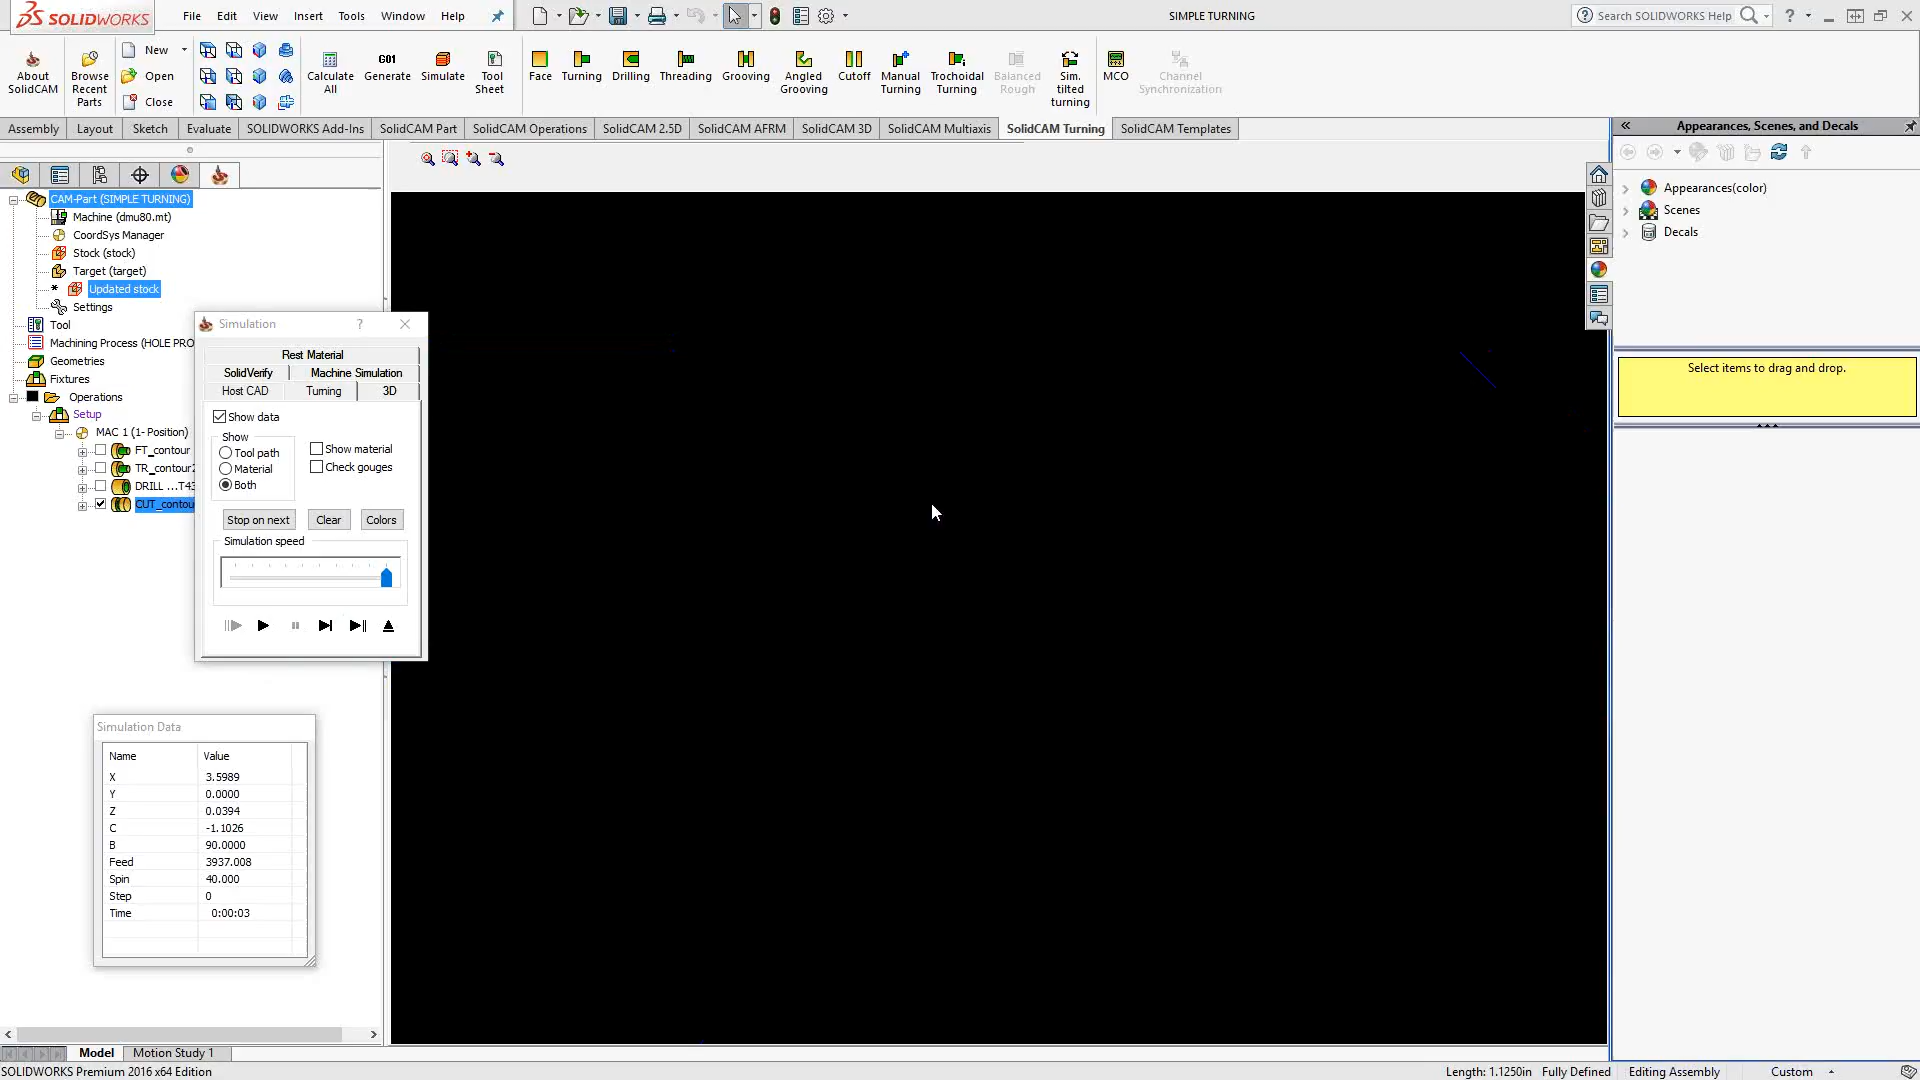 SOLIDWORKS
File
Edit
View
Insert
Tools
Window
Help
SIMPLE TURNING
Search SOLIDWORKS Help
About SolidCAM
Browse Recent Parts
New
Open
Close
Calculate All
G01
Generate
Simulate
Tool Sheet
Face
Turning
Drilling
Threading
Grooving
Angled Grooving
Cutoff
Manual Turning
Trochoidal Turning
Balanced Rough
Sim. tilted turning
MCO
Channel Synchronization
Assembly
Layout
Sketch
Evaluate
SOLIDWORKS Add-Ins
SolidCAM Part
SolidCAM Operations
SolidCAM 2.5D
SolidCAM AFRM
SolidCAM 3D
SolidCAM Multiaxis
SolidCAM Turning
SolidCAM Templates
CAM-Part (SIMPLE TURNING)
Machine (dmu80.mt)
CoordSys Manager
Stock (stock)
Target (target)
* Updated stock
Settings
Tool
Machining Process (HOLE PRO
Geometries
Fixtures
Operations
Setup
MAC 1 (1- Position)
FT_contour
TR_contour2
DRILL ...T43
CUT_contou
Simulation
?
Rest Material
SolidVerify
Machine Simulation
Host CAD
Turning
3D
Show data
Show
Tool path
Material
Both
Show material
Check gouges
Stop on next
Clear
Colors
Simulation speed
Simulation Data
Name Value
X 3.5989
Y 0.0000
Z 0.0394
C -1.1026
B 90.0000
Feed 3937.008
Spin 40.000
Step 0
Time 0:00:03
Appearances, Scenes, and Decals
Appearances(color)
Scenes
Decals
Select items to drag and drop.
Model
Motion Study 1
SOLIDWORKS Premium 2016 x64 Edition
Length: 1.1250in
Fully Defined
Editing Assembly
Custom